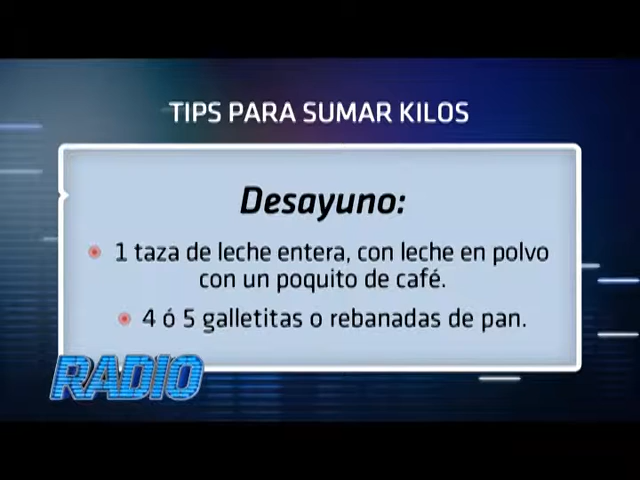 TIPS PARA SUMAR KILOS
Desayuno:
1 taza de leche entera, con leche en polvo
con un poquito de café.
4 ó 5 galletitas o rebanadas de pan.
RADIO